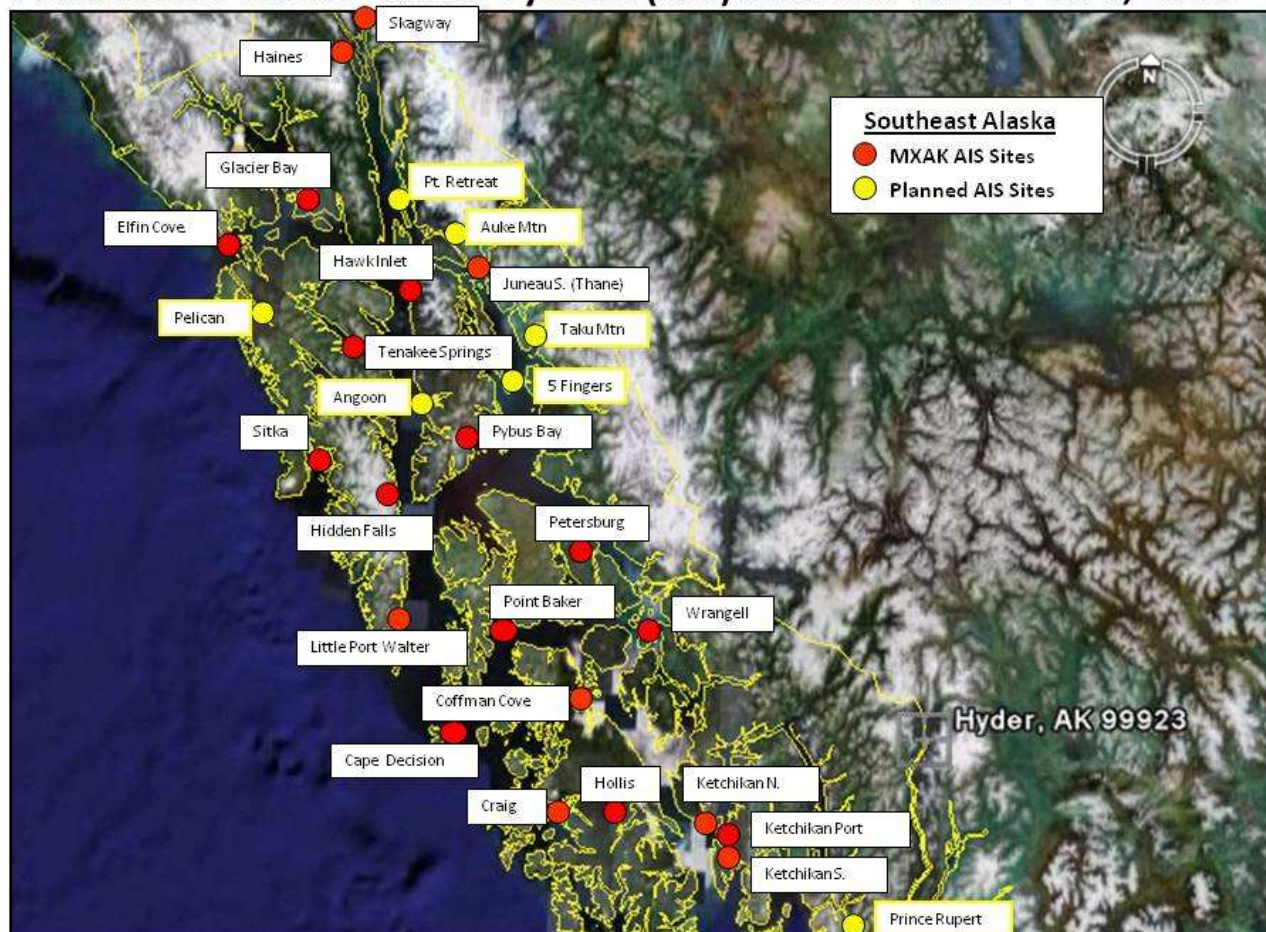 Skagway
Haines
N
Southeast Alaska
MXAK AIS Sites
Planned AIS Sites
Glacier Bay
Pt. Retreat
Elfin Cove
Auke Mtn
Hawk Inlet
Juneau S. (Thane)
Pelican
Taku Mtn
Tenakee Springs
5 Fingers
Angoon
Sitka
Pybus Bay
Hidden Falls
Petersburg
Point Baker
Wrangell
Little Port Walter
Coffman Cove
Hyder, AK 99923
Cape Decision
Hollis
Ketchikan N.
Craig
Ketchikan Port
Ketchikan S.
Prince Rupert